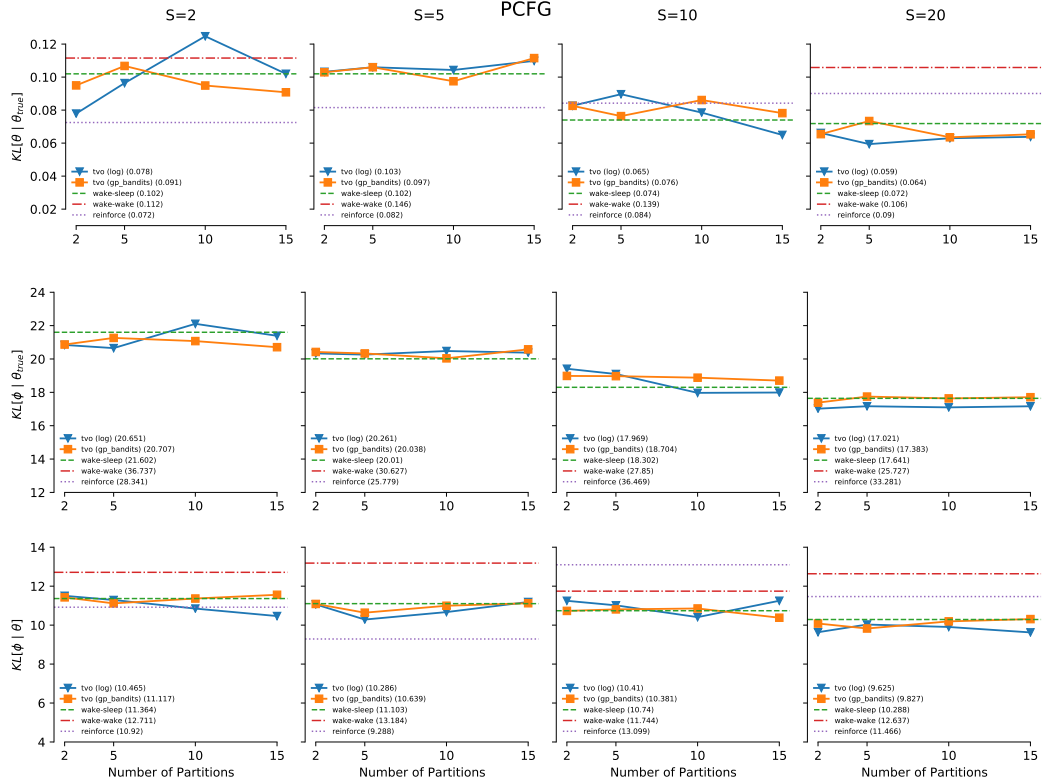 PCFG
S=2
S=5
S=10
S=20
KL[θ | θtrue]
0.12
0.10
0.08
0.06
0.04
0.02
tvo (log) (0.078)
tvo (gp_bandits) (0.091)
wake-sleep (0.102)
wake-wake (0.112)
reinforce (0.072)
2 5 10 15
tvo (log) (0.103)
tvo (gp_bandits) (0.097)
wake-sleep (0.102)
wake-wake (0.146)
reinforce (0.082)
2 5 10 15
tvo (log) (0.065)
tvo (gp_bandits) (0.076)
wake-sleep (0.074)
wake-wake (0.139)
reinforce (0.084)
2 5 10 15
tvo (log) (0.059)
tvo (gp_bandits) (0.064)
wake-sleep (0.072)
wake-wake (0.106)
reinforce (0.09)
2 5 10 15
KL[ϕ | θtrue]
24
22
20
18
16
14
12
tvo (log) (20.651)
tvo (gp_bandits) (20.707)
wake-sleep (21.602)
wake-wake (36.737)
reinforce (28.341)
2 5 10 15
tvo (log) (20.261)
tvo (gp_bandits) (20.038)
wake-sleep (20.01)
wake-wake (30.627)
reinforce (25.779)
2 5 10 15
tvo (log) (17.969)
tvo (gp_bandits) (18.704)
wake-sleep (18.302)
wake-wake (27.85)
reinforce (36.469)
2 5 10 15
tvo (log) (17.021)
tvo (gp_bandits) (17.383)
wake-sleep (17.641)
wake-wake (25.727)
reinforce (33.281)
2 5 10 15
KL[ϕ | θ]
14
12
10
8
6
4
tvo (log) (10.465)
tvo (gp_bandits) (11.117)
wake-sleep (11.364)
wake-wake (12.711)
reinforce (10.92)
2 5 10 15
Number of Partitions
tvo (log) (10.286)
tvo (gp_bandits) (10.639)
wake-sleep (11.103)
wake-wake (13.184)
reinforce (9.288)
2 5 10 15
Number of Partitions
tvo (log) (10.41)
tvo (gp_bandits) (10.381)
wake-sleep (10.74)
wake-wake (11.744)
reinforce (13.099)
2 5 10 15
Number of Partitions
tvo (log) (9.625)
tvo (gp_bandits) (9.827)
wake-sleep (10.288)
wake-wake (12.637)
reinforce (11.466)
2 5 10 15
Number of Partitions